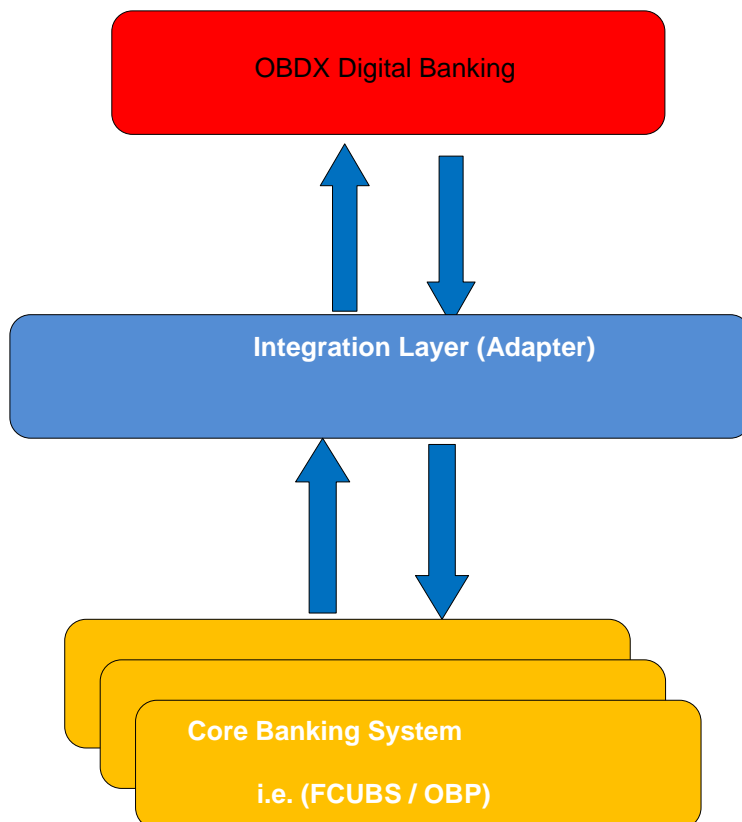 OBDX Digital Banking
Integration Layer (Adapter)
Core Banking System
i.e. (FCUBS / OBP)